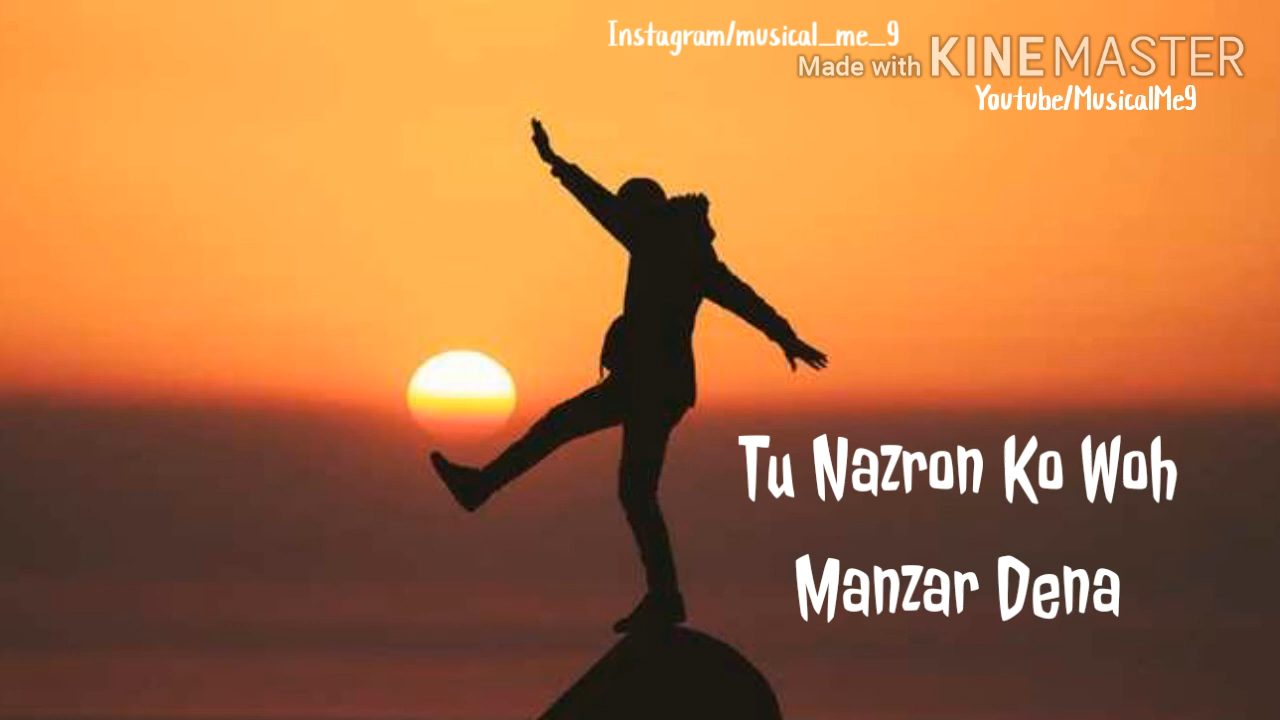 Instagram/musical_me_9
Made with KINEMASTER
Youtube/MusicalMe9
Tu Nazron Ko Woh
Manzar Dena